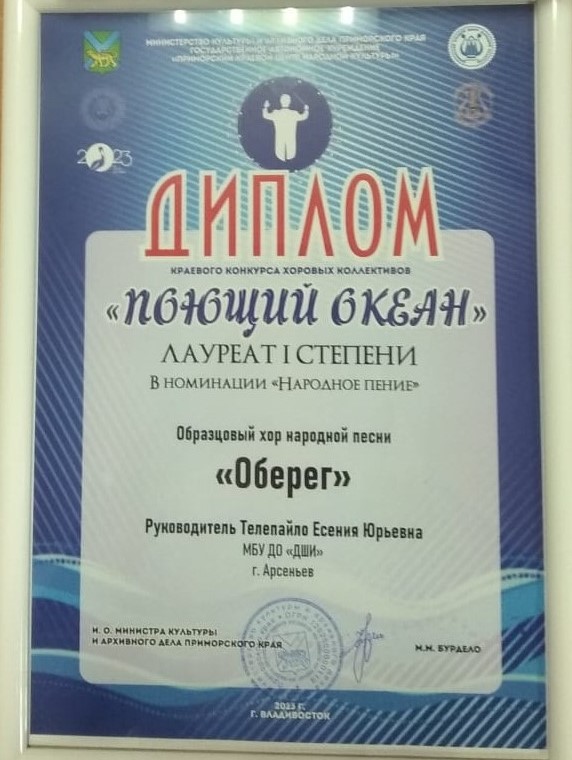 МИНИСТЕРСТВО КУЛЬТУРЫ И АРХИВНОГО ДЕЛА ПРИМОРСКОГО КРАЯ
ГОСУДАРСТВЕННОЕ АВТОНОМНОЕ УЧРЕЖДЕНИЕ
«ПРИМОРСКИЙ КРАЕВОЙ ЦЕНТР НАРОДНОЙ КУЛЬТУРЫ»
2023
ДИПЛОМ
КРАЕВОГО КОНКУРСА ХОРОВЫХ КОЛЛЕКТИВОВ
«ПОЮЩИЙ ОКЕАН»
ЛАУРЕАТ I СТЕПЕНИ
В НОМИНАЦИИ «НАРОДНОЕ ПЕНИЕ»
Образцовый хор народной песни
«Оберег»
Руководитель Телепайло Есения Юрьевна
МБУ ДО «ДШИ»
г. Арсеньев
И. О. МИНИСТРА КУЛЬТУРЫ
И АРХИВНОГО ДЕЛА ПРИМОРСКОГО КРАЯ
М.М. БУРДЕЛО
2023 Г.
Г. ВЛАДИВОСТОК